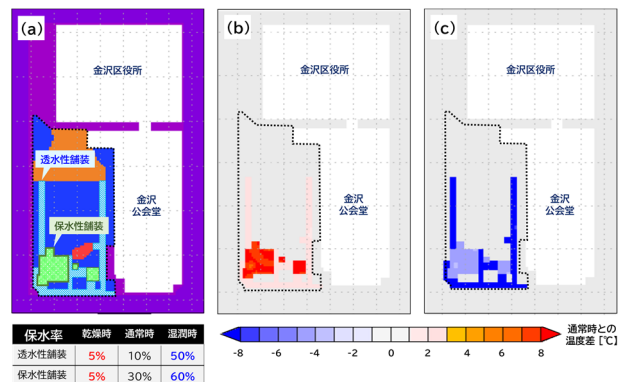 (a)
金沢区役所
透水性舗装
保水性舗装
金沢
公会堂
(b)
金沢区役所
金沢
公会堂
(c)
金沢区役所
金沢
公会堂
保水率 乾燥時 通常時 湿潤時
透水性舗装 5% 10% 50%
保水性舗装 5% 30% 60%
-8 -6 -4 -2 0 2 4 6 8
通常時との
温度差 [℃]